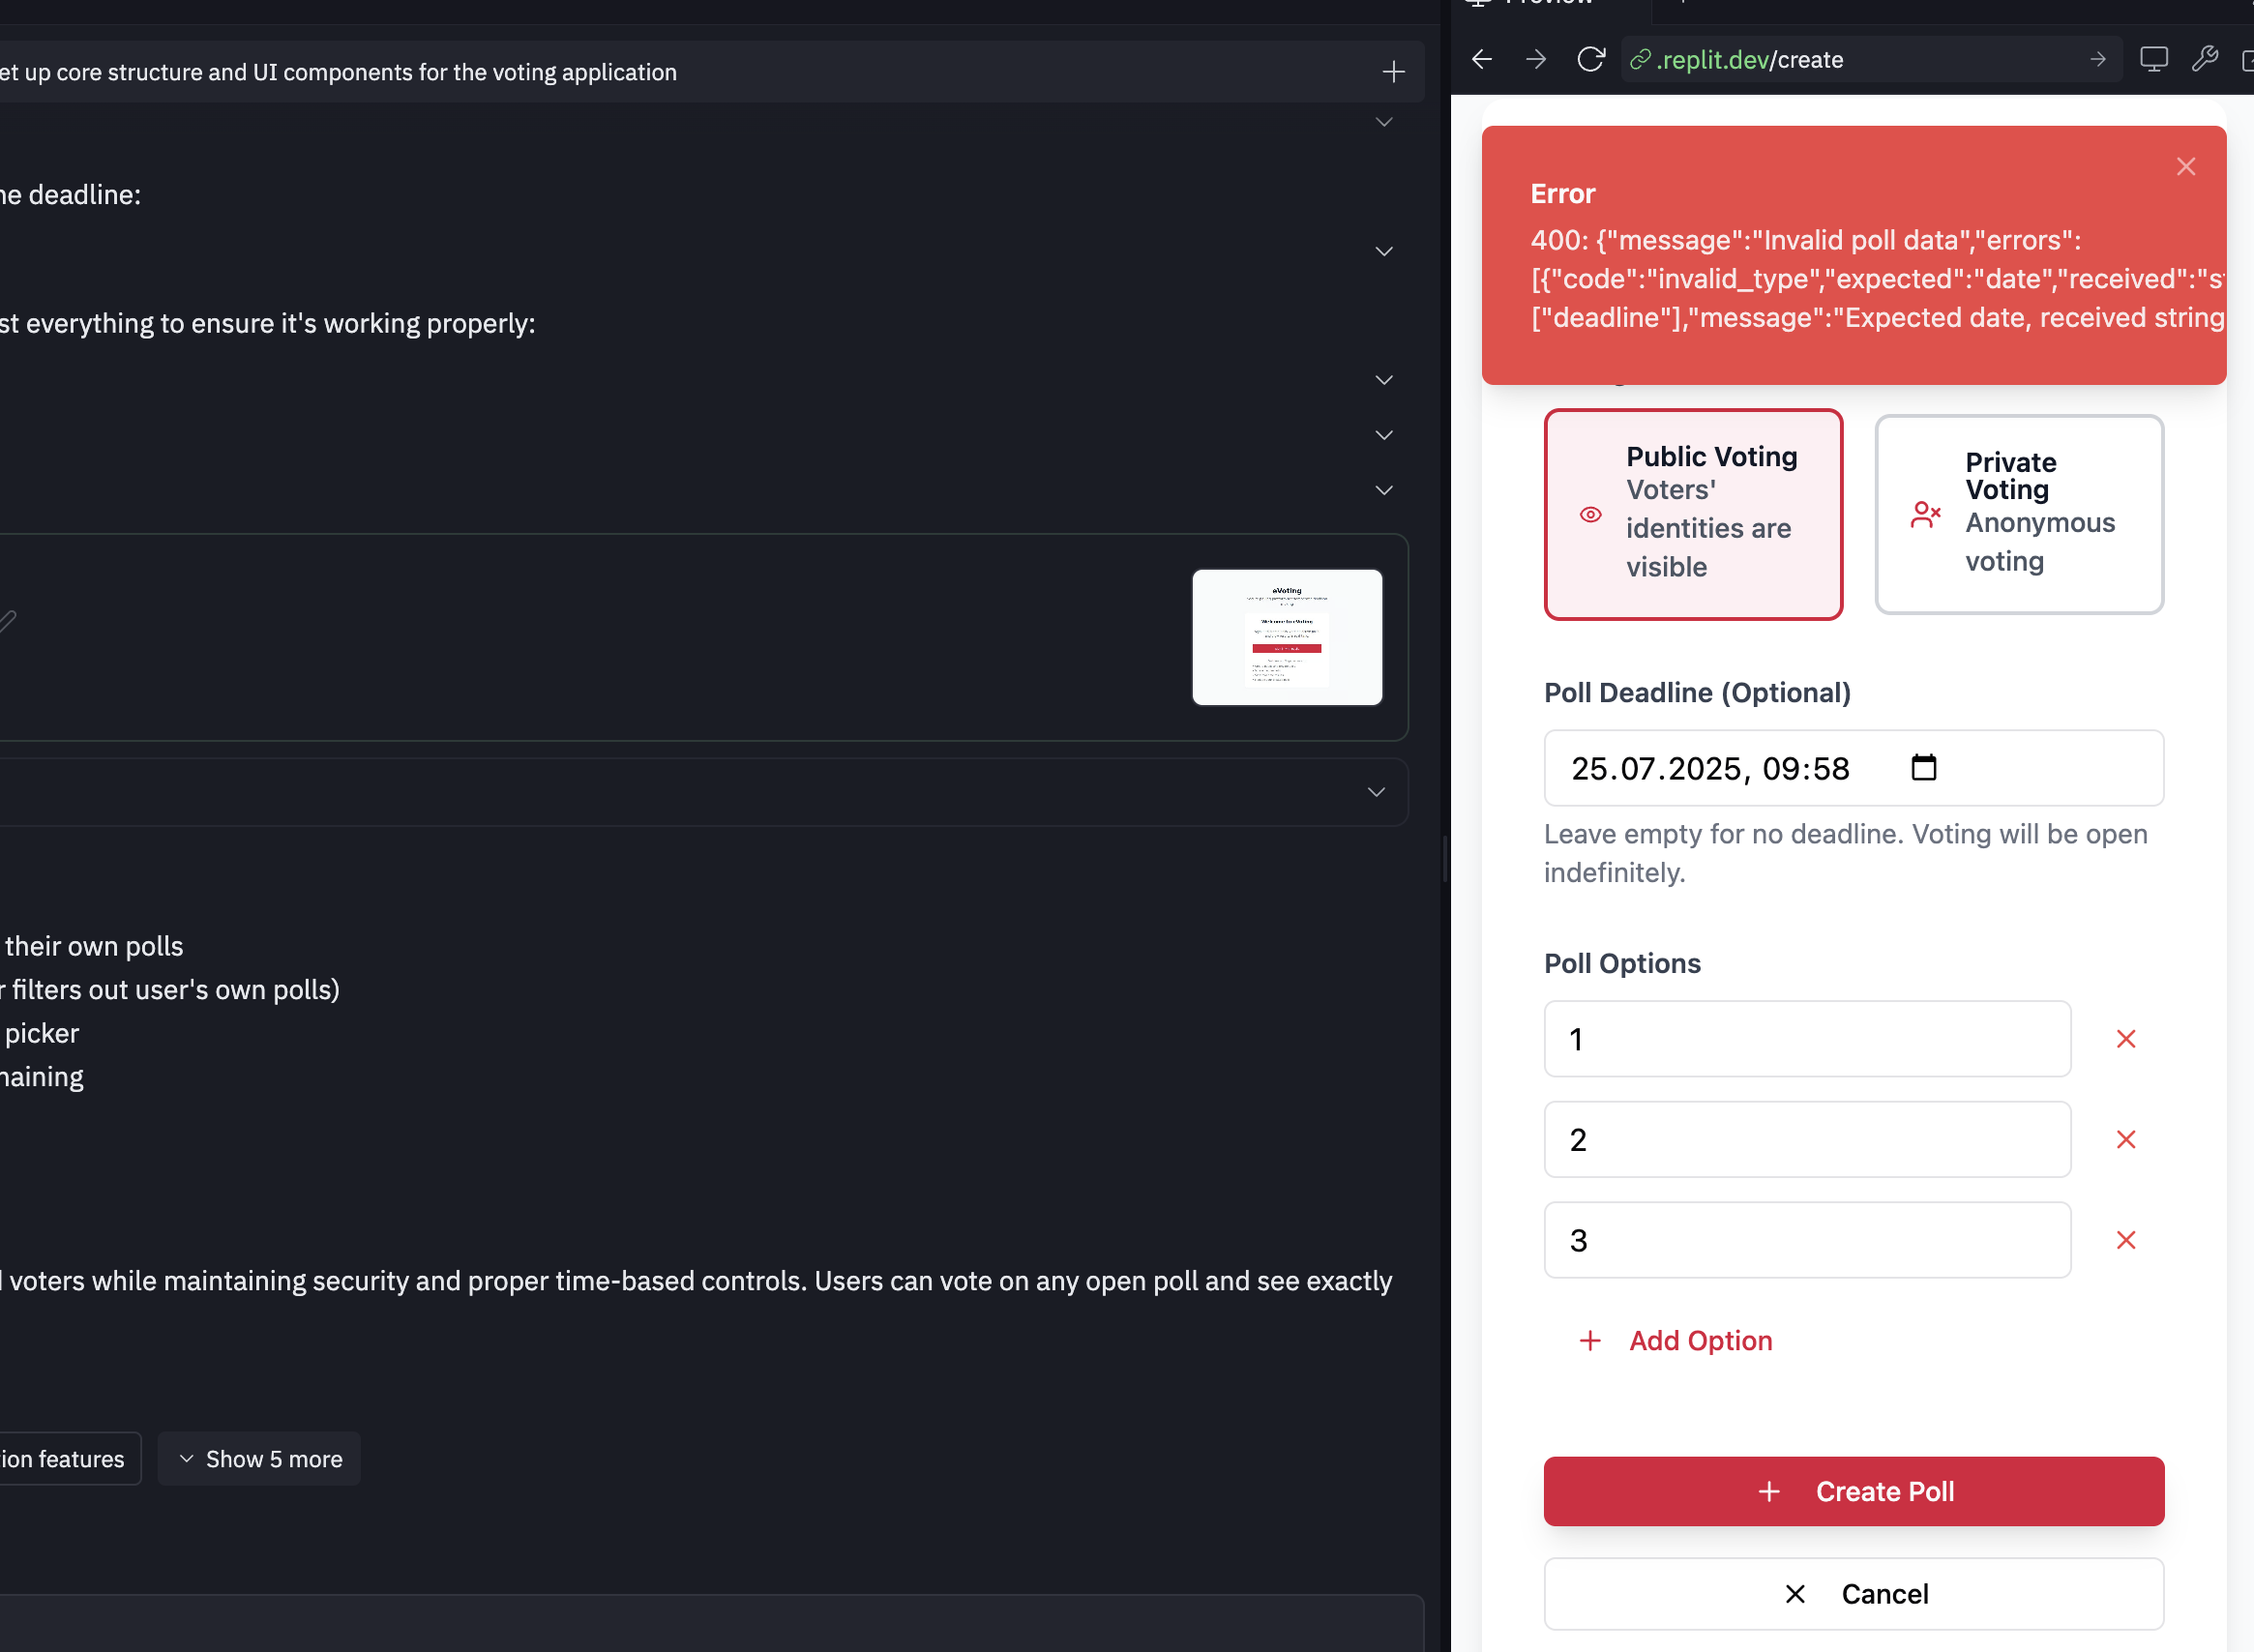 et up core structure and UI components for the voting application
ne deadline:
st everything to ensure it's working properly:
eVoting
Welcome to eVoting
their own polls
r filters out user's own polls)
picker
naining
voters while maintaining security and proper time-based controls. Users can vote on any open poll and see exactly
ion features
Show 5 more
Preview
.replit.dev/create
Error
400: {"message":"Invalid poll data","errors":
[{"code":"invalid_type","expected":"date","received":"s
["deadline"],"message":"Expected date, received string
Public Voting
Voters'
identities are
visible
Private
Voting
Anonymous
voting
Poll Deadline (Optional)
25.07.2025, 09:58
Leave empty for no deadline. Voting will be open
indefinitely.
Poll Options
1
2
3
Add Option
Create Poll
Cancel